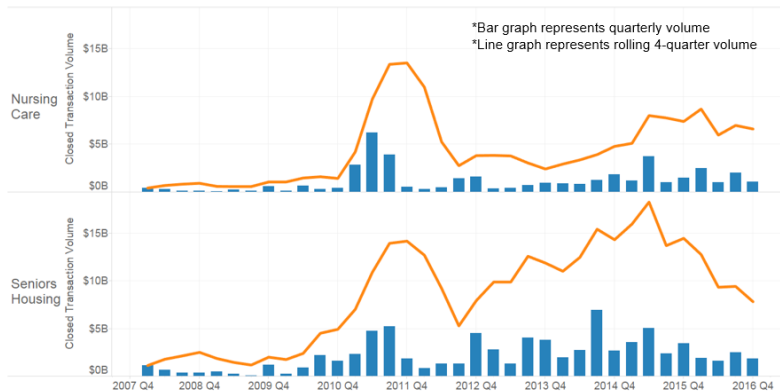 *Bar graph represents quarterly volume
*Line graph represents rolling 4-quarter volume
Nursing
Care
Closed Transaction Volume
$15B
$10B
$5B
$0B
Seniors
Housing
Closed Transaction Volume
$15B
$10B
$5B
$0B
2007 Q4 2008 Q4 2009 Q4 2010 Q4 2011 Q4 2012 Q4 2013 Q4 2014 Q4 2015 Q4 2016 Q4